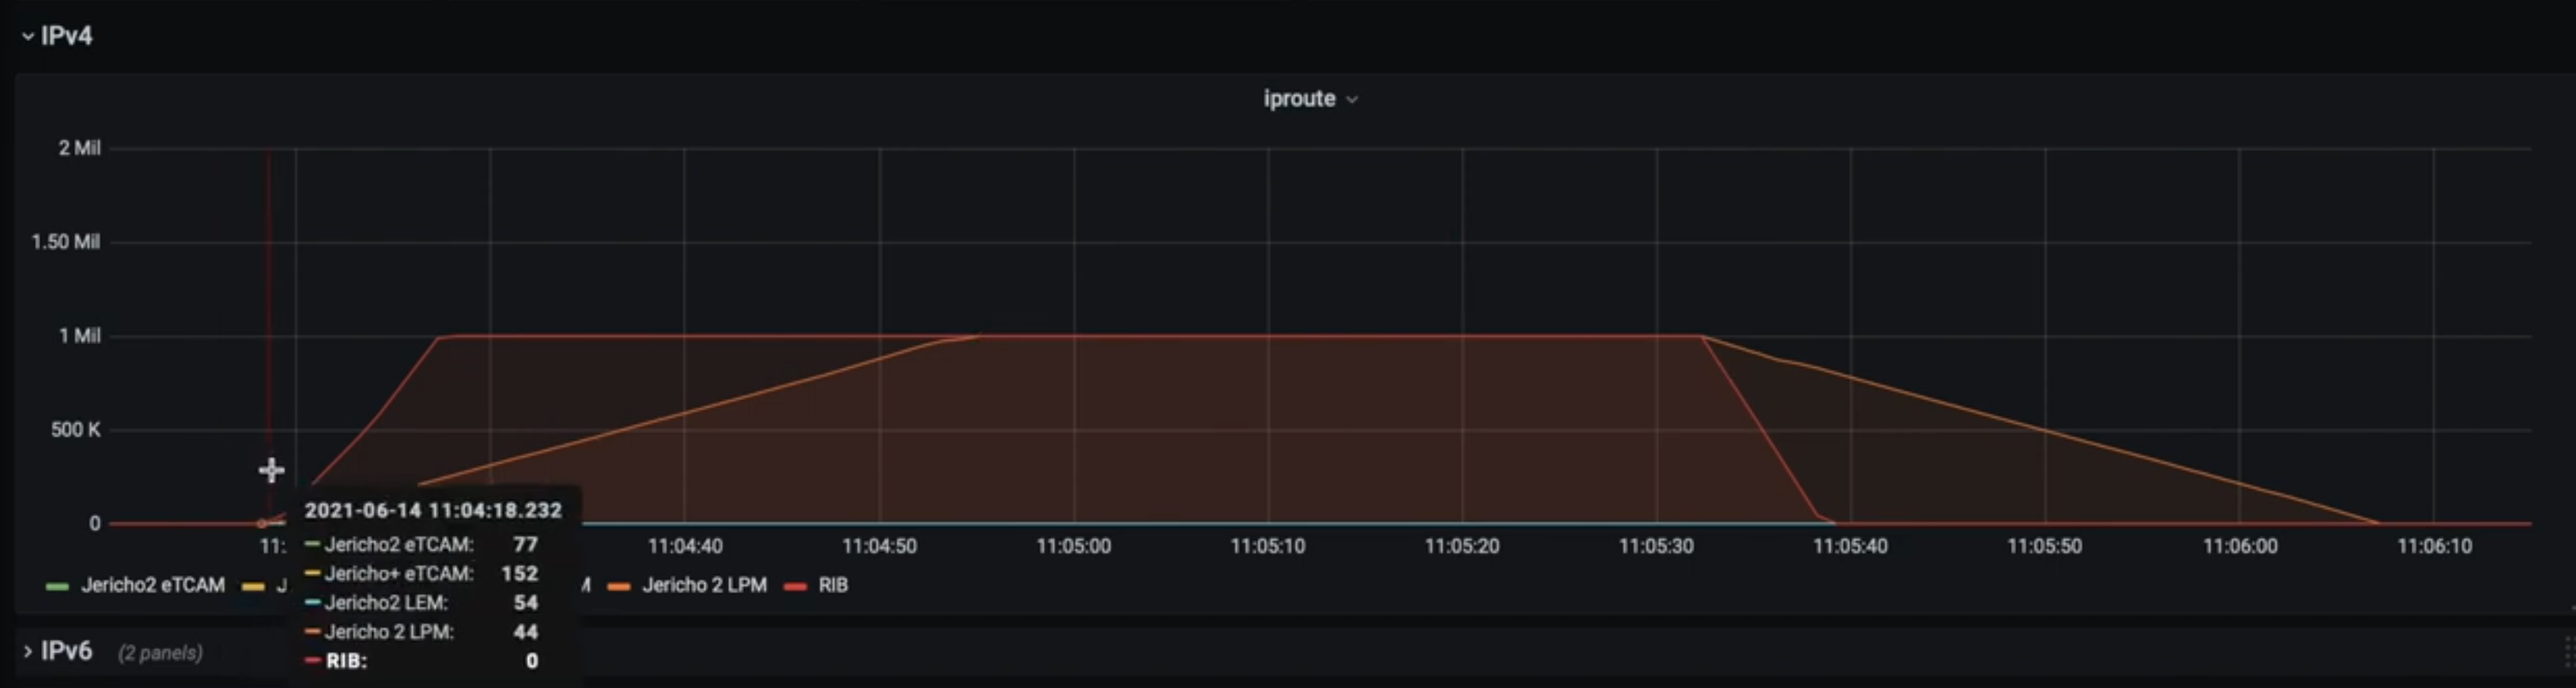 IPv4
iproute
2 Mil
1.50 Mil
1 Mil
500 K
0
11: 11:04:40 11:04:50 11:05:00 11:05:10 11:05:20 11:05:30 11:05:40 11:05:50 11:06:00 11:06:10
Jericho2 eTCAM J M Jericho 2 LPM RIB
2021-06-14 11:04:18.232
Jericho2 eTCAM: 77
Jericho+ eTCAM: 152
Jericho2 LEM: 54
Jericho 2 LPM: 44
RIB: 0
IPv6 (2 panels)